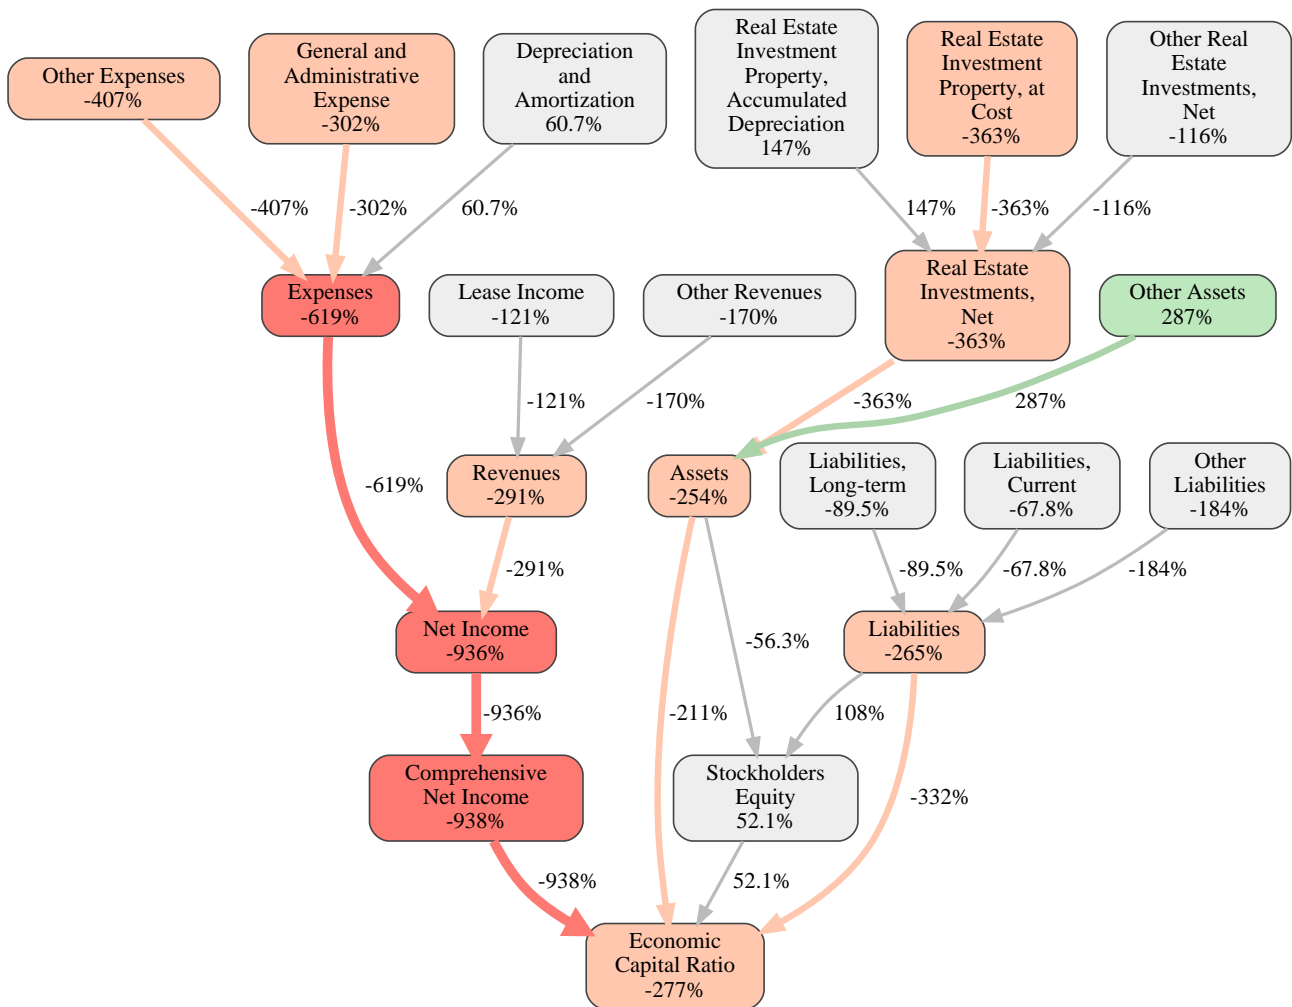 Other Expenses
-407%
General and
Administrative
Expense
-302%
Depreciation
and
Amortization
60.7%
Real Estate
Investment
Property,
Accumulated
Depreciation
147%
Real Estate
Investment
Property, at
Cost
-363%
Other Real
Estate
Investments,
Net
-116%
-407%
-302%
60.7%
147%
-363%
-116%
Expenses
-619%
Lease Income
-121%
Other Revenues
-170%
Real Estate
Investments,
Net
-363%
Other Assets
287%
-121%
-170%
-363%
287%
-619%
Revenues
-291%
Assets
-254%
Liabilities,
Long-term
-89.5%
Liabilities,
Current
-67.8%
Other
Liabilities
-184%
-291%
-89.5%
-67.8%
-184%
Net Income
-936%
-56.3%
Liabilities
-265%
-936%
-211%
108%
Comprehensive
Net Income
-938%
Stockholders
Equity
52.1%
-332%
-938%
52.1%
Economic
Capital Ratio
-277%